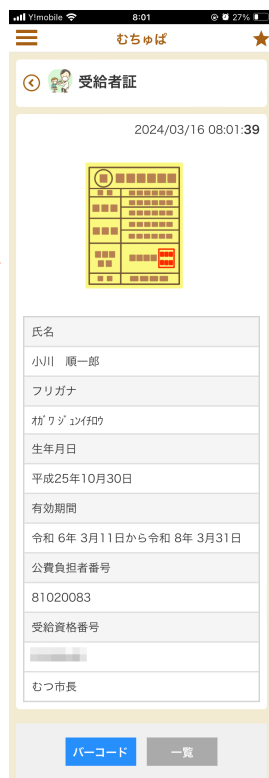 Y!mobile 8:01 27%
むちゅぱ
受給者証
2024/03/16 08:01:39
氏名
小川　順一郎
フリガナ
ｵｶﾞﾜ ｼﾞｭﾝｲﾁﾛｳ
生年月日
平成25年10月30日
有効期間
令和 6年 3月11日から令和 8年 3月31日
公費負担者番号
81020083
受給資格番号
むつ市長
バーコード 一覧